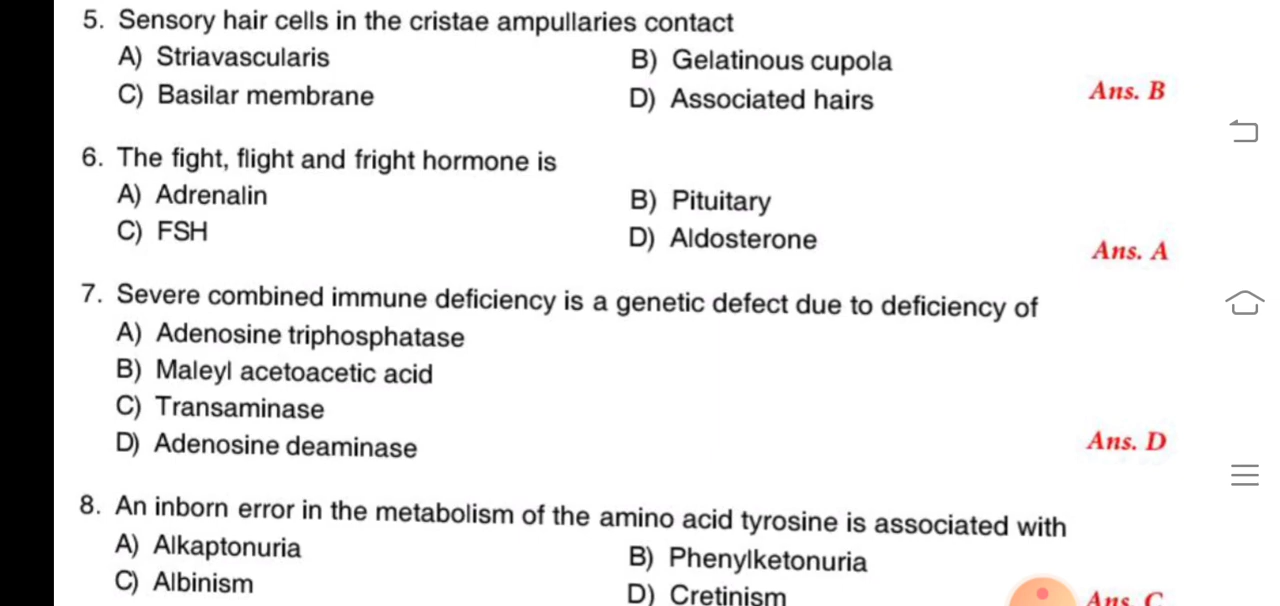 5. Sensory hair cells in the cristae ampullaries contact
A) Striavascularis B) Gelatinous cupola
C) Basilar membrane D) Associated hairs Ans. B
6. The fight, flight and fright hormone is
A) Adrenalin B) Pituitary
C) FSH D) Aldosterone Ans. A
7. Severe combined immune deficiency is a genetic defect due to deficiency of
A) Adenosine triphosphatase
B) Maleyl acetoacetic acid
C) Transaminase
D) Adenosine deaminase Ans. D
8. An inborn error in the metabolism of the amino acid tyrosine is associated with
A) Alkaptonuria B) Phenylketonuria
C) Albinism D) Cretinism Ans. C